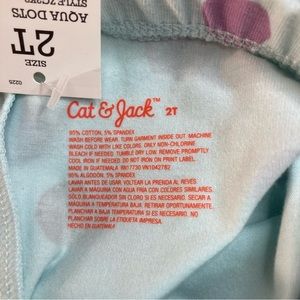 AQUA DOTS
SIZE
2T
0225
Cat & Jack™ 2T
95% COTTON, 5% SPANDEX
WASH BEFORE WEAR. TURN GARMENT INSIDE OUT. MACHINE
WASH COLD WITH LIKE COLORS. ONLY NON-CHLORINE
BLEACH IF NEEDED. TUMBLE DRY LOW. REMOVE PROMPTLY.
COOL IRON IF NEEDED. DO NOT IRON ON PRINT LABEL.
MADE IN GUATEMALA RN17730 VN1042782
95% ALGODÓN, 5% SPANDEX
LAVAR ANTES DE USAR. VOLTEAR LA PRENDA AL REVÉS.
LAVAR A MÁQUINA CON AGUA FRÍA CON COLORES SIMILARES.
SÓLO BLANQUEADOR SIN CLORO SI ES NECESARIO. SECAR A
MÁQUINA A TEMPERATURA BAJA. RETIRAR OPORTUNAMENTE.
PLANCHAR A BAJA TEMPERATURA SI ES NECESARIO. NO
PLANCHAR SOBRE LA ETIQUETA IMPRESA.
HECHO EN GUATEMALA